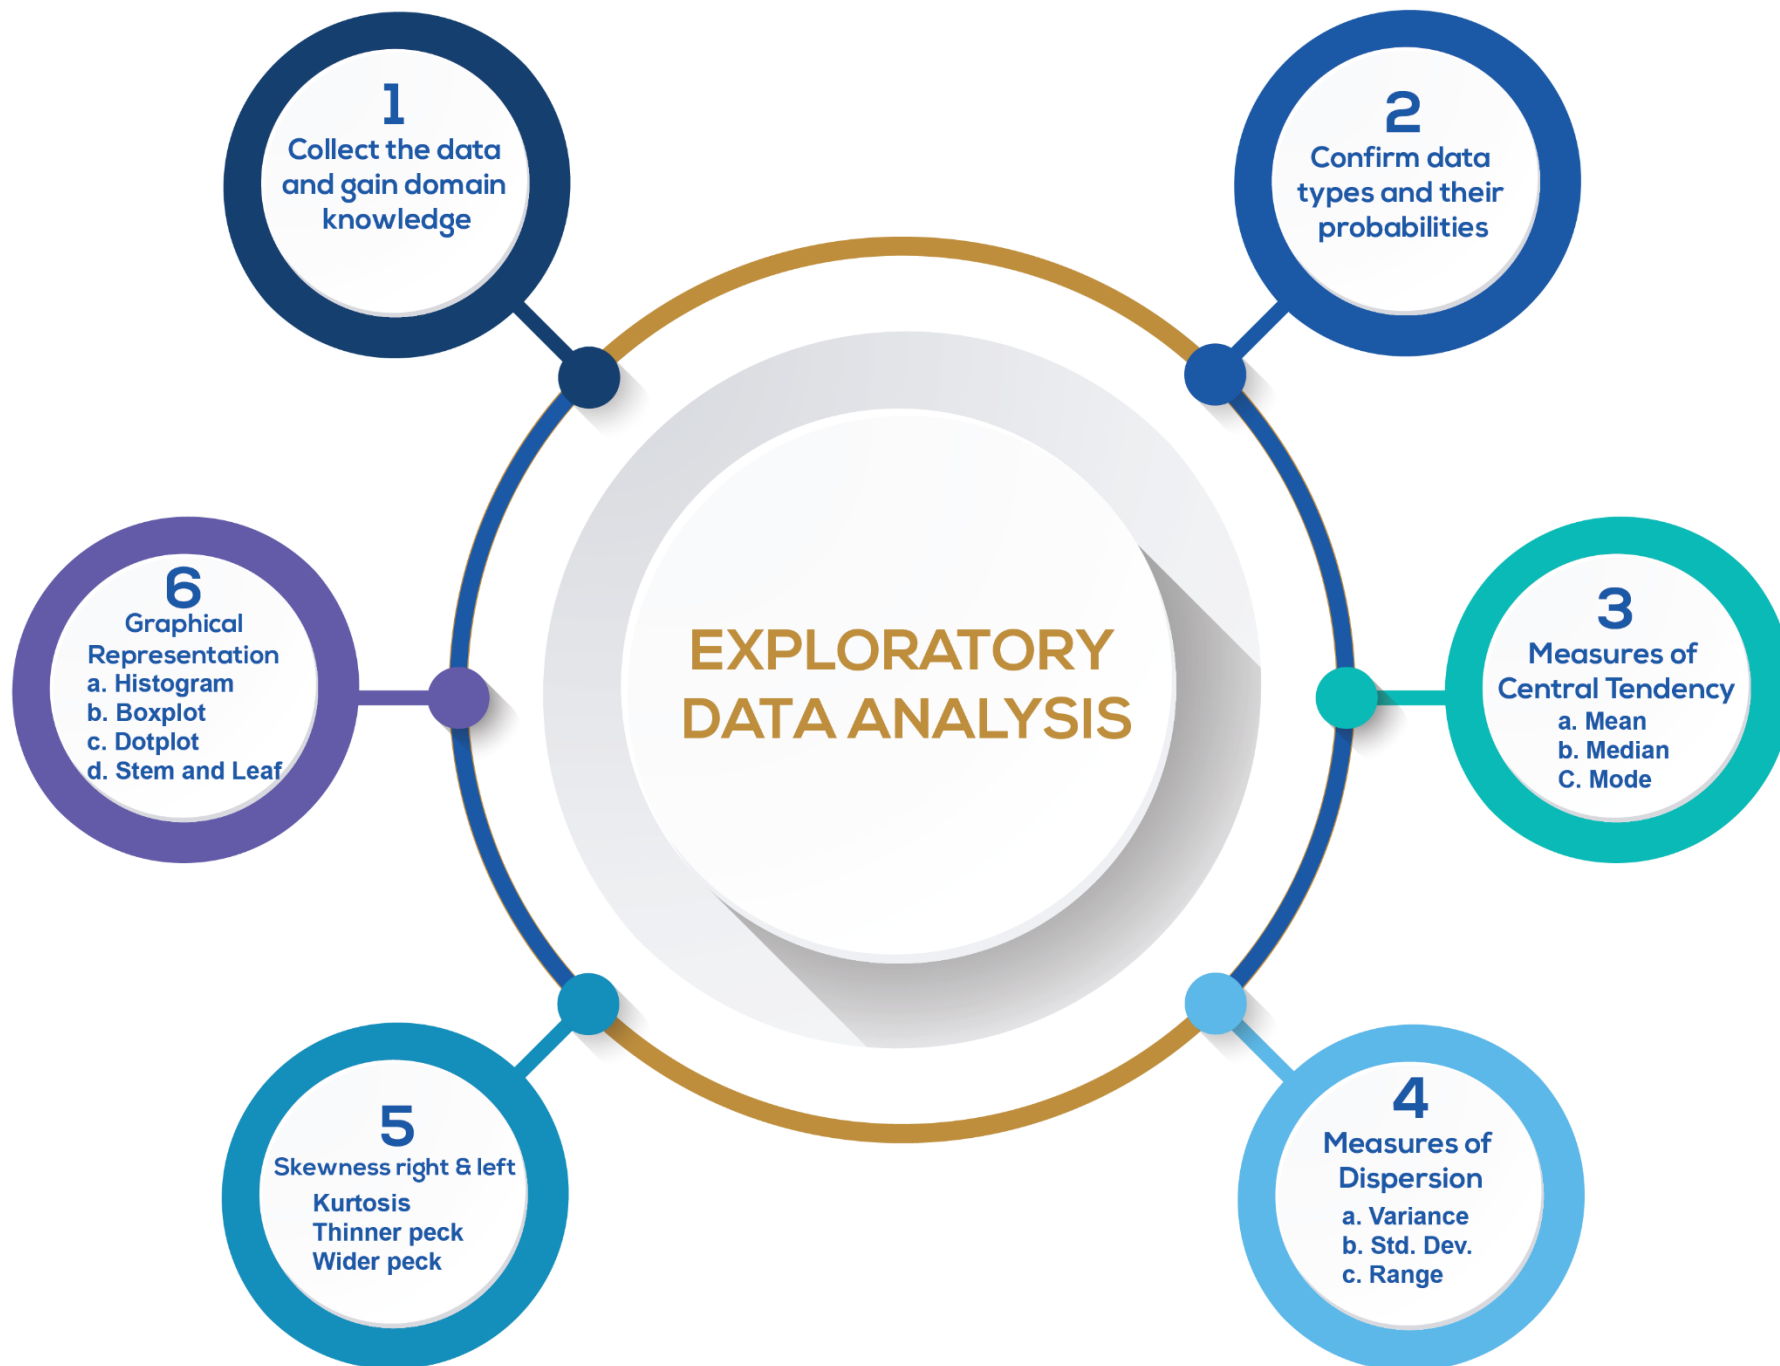 1
Collect the data
and gain domain
knowledge
2
Confirm data
types and their
probabilities
EXPLORATORY
DATA ANALYSIS
3
Measures of
Central Tendency
a. Mean
b. Median
C. Mode
4
Measures of
Dispersion
a. Variance
b. Std. Dev.
c. Range
5
Skewness right & left
Kurtosis
Thinner peck
Wider peck
6
Graphical
Representation
a. Histogram
b. Boxplot
c. Dotplot
d. Stem and Leaf